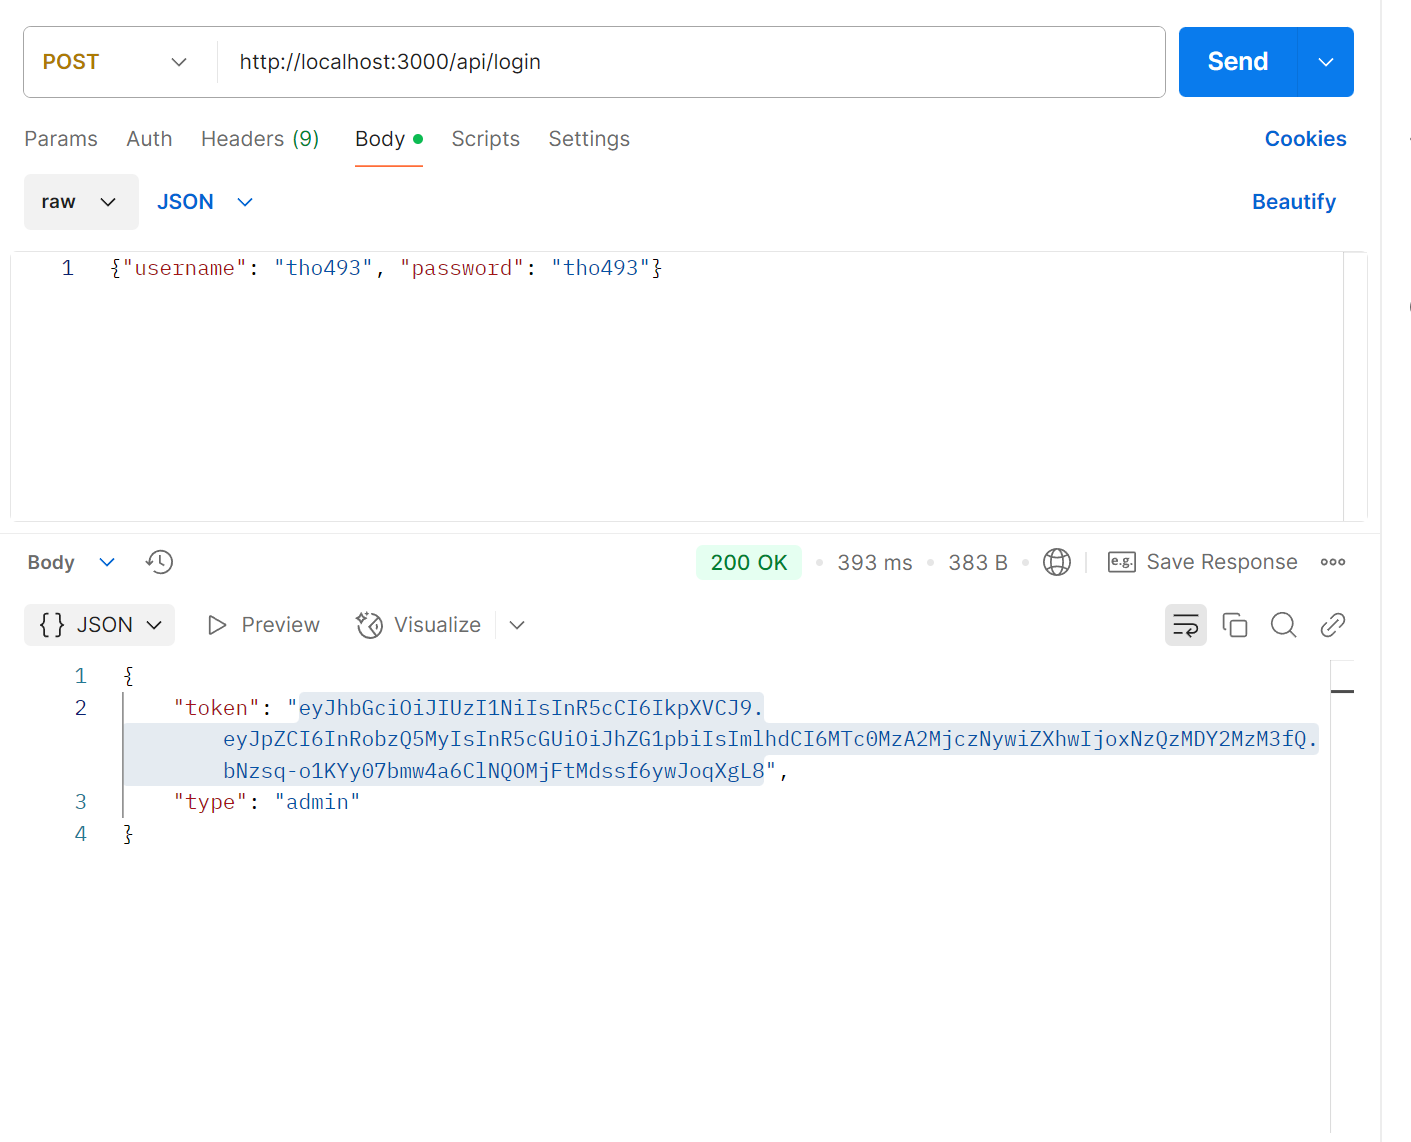 POST http://localhost:3000/api/login Send
Params Auth Headers (9) Body Scripts Settings Cookies
raw JSON Beautify
1 {"username": "tho493", "password": "tho493"}
Body 200 OK • 393 ms • 383 B • e.g. Save Response
{} JSON Preview Visualize
1 {
2 "token": "eyJhbGciOiJIUzI1NiIsInR5cCI6IkpXVCJ9.
eyJpZCI6InRobzQ5MyIsInR5cGUiOiJhZG1pbiIsImlhdCI6MTc0MzA2MjczNywiZXhwIjoxNzQzMDY2MzM3fQ.
bNzsq-o1KYy07bmw4a6ClNQOMjFtMdssf6ywJoqXgL8",
3 "type": "admin"
4 }